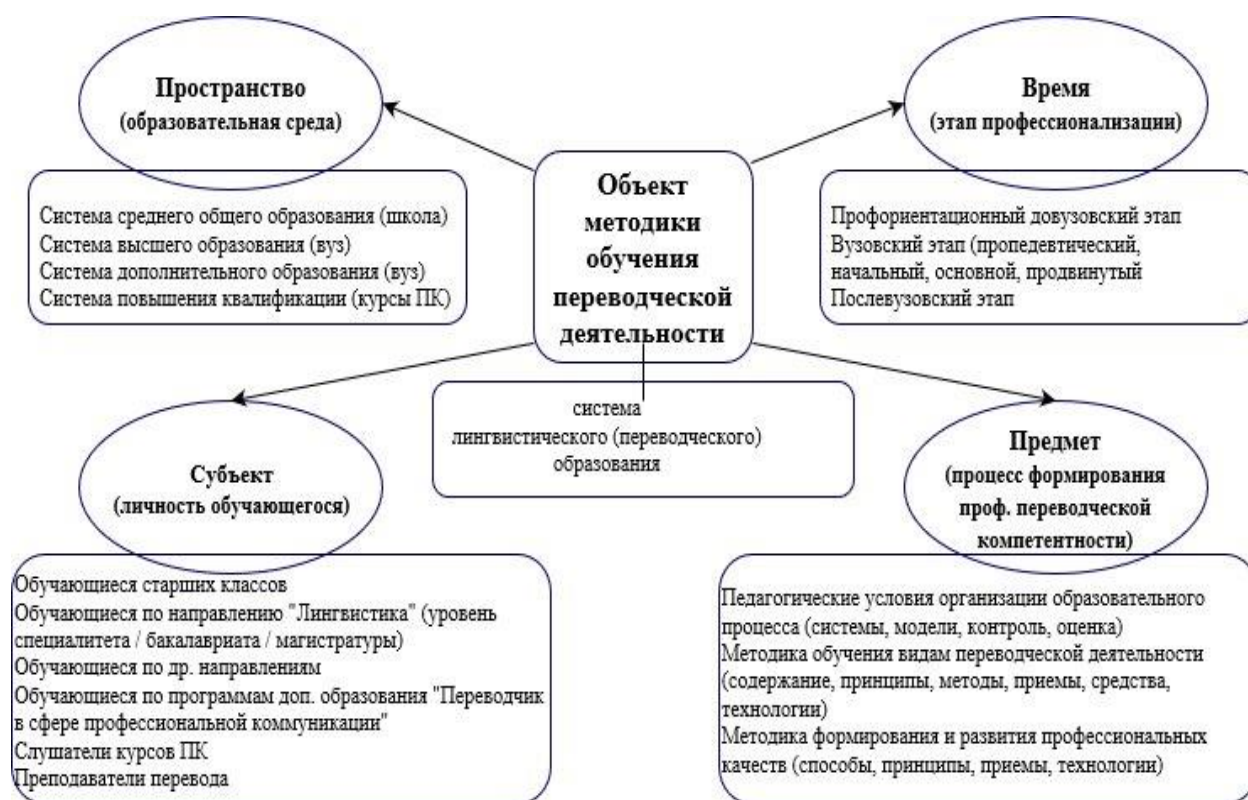 Пространство
(образовательная среда)
Система среднего общего образования (школа)
Система высшего образования (вуз)
Система дополнительного образования (вуз)
Система повышения квалификации (курсы ПК)
Объект
методики
обучения
переводческой
деятельности
система
лингвистического (переводческого)
образования
Время
(этап профессионализации)
Профориентационный довузовский этап
Вузовский этап (пропедевтический,
начальный, основной, продвинутый
Послевузовский этап
Субъект
(личность обучающегося)
Обучающиеся старших классов
Обучающиеся по направлению "Лингвистика" (уровень
специалитета / бакалавриата / магистратуры)
Обучающиеся по др. направлениям
Обучающиеся по программам доп. образования "Переводчик
в сфере профессиональной коммуникации"
Слушатели курсов ПК
Преподаватели перевода
Предмет
(процесс формирования
проф. переводческой
компетентности)
Педагогические условия организации образовательного
процесса (системы, модели, контроль, оценка)
Методика обучения видам переводческой деятельности
(содержание, принципы, методы, приемы, средства,
технологии)
Методика формирования и развития профессиональных
качеств (способы, принципы, приемы, технологии)